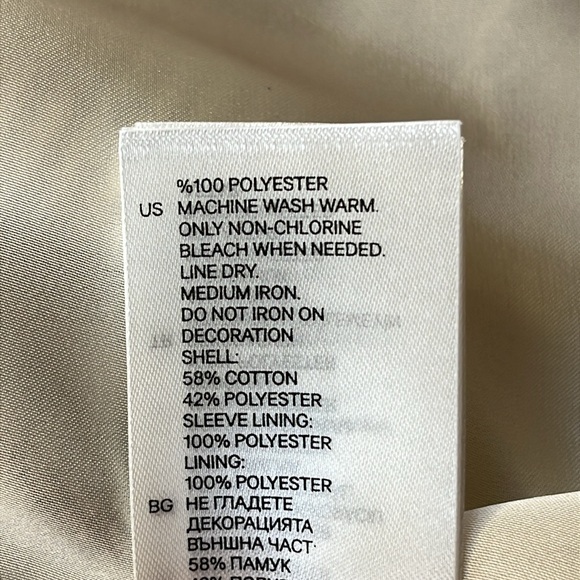 %100 POLYESTER
US MACHINE WASH WARM.
ONLY NON-CHLORINE
BLEACH WHEN NEEDED.
LINE DRY.
MEDIUM IRON.
DO NOT IRON ON
DECORATION
SHELL:
58% COTTON
42% POLYESTER
SLEEVE LINING:
100% POLYESTER
LINING:
100% POLYESTER
BG НЕ ГЛАДЕТЕ
ДЕКОРАЦИЯТА
ВЪНШНА ЧАСТ:
58% ПАМУК